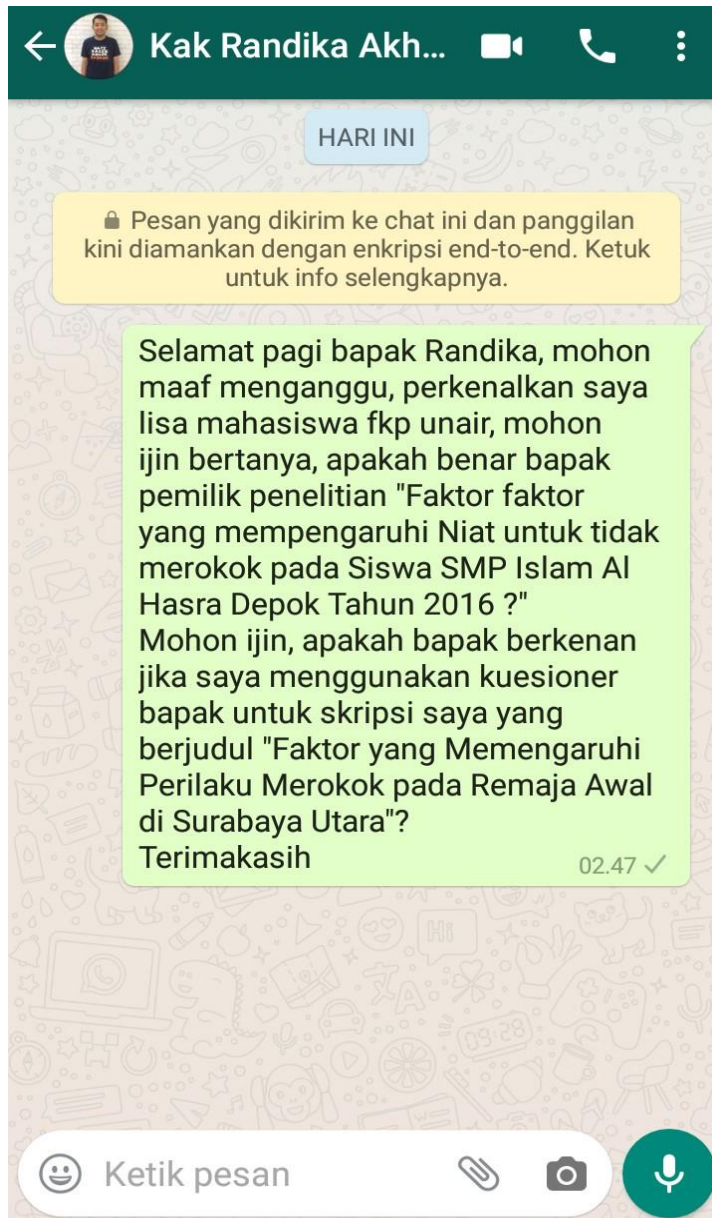 Kak Randika Akh...
HARI INI
Pesan yang dikirim ke chat ini dan panggilan
kini diamankan dengan enkripsi end-to-end. Ketuk
untuk info selengkapnya.
Selamat pagi bapak Randika, mohon
maaf menganggu, perkenalkan saya
lisa mahasiswa fkp unair, mohon
ijin bertanya, apakah benar bapak
pemilik penelitian "Faktor faktor
yang mempengaruhi Niat untuk tidak
merokok pada Siswa SMP Islam Al
Hasra Depok Tahun 2016 ?"
Mohon ijin, apakah bapak berkenan
jika saya menggunakan kuesioner
bapak untuk skripsi saya yang
berjudul "Faktor yang Memengaruhi
Perilaku Merokok pada Remaja Awal
di Surabaya Utara"?
Terimakasih
02.47
Hi
09:28
Ketik pesan